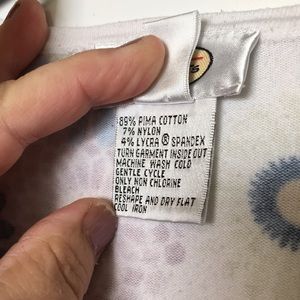 89% PIMA COTTON
7% NYLON
4% LYCRA ® SPANDEX
TURN GARMENT INSIDE OUT
MACHINE WASH COLD
GENTLE CYCLE
ONLY NON CHLORINE
BLEACH
RESHAPE AND DRY FLAT
COOL IRON